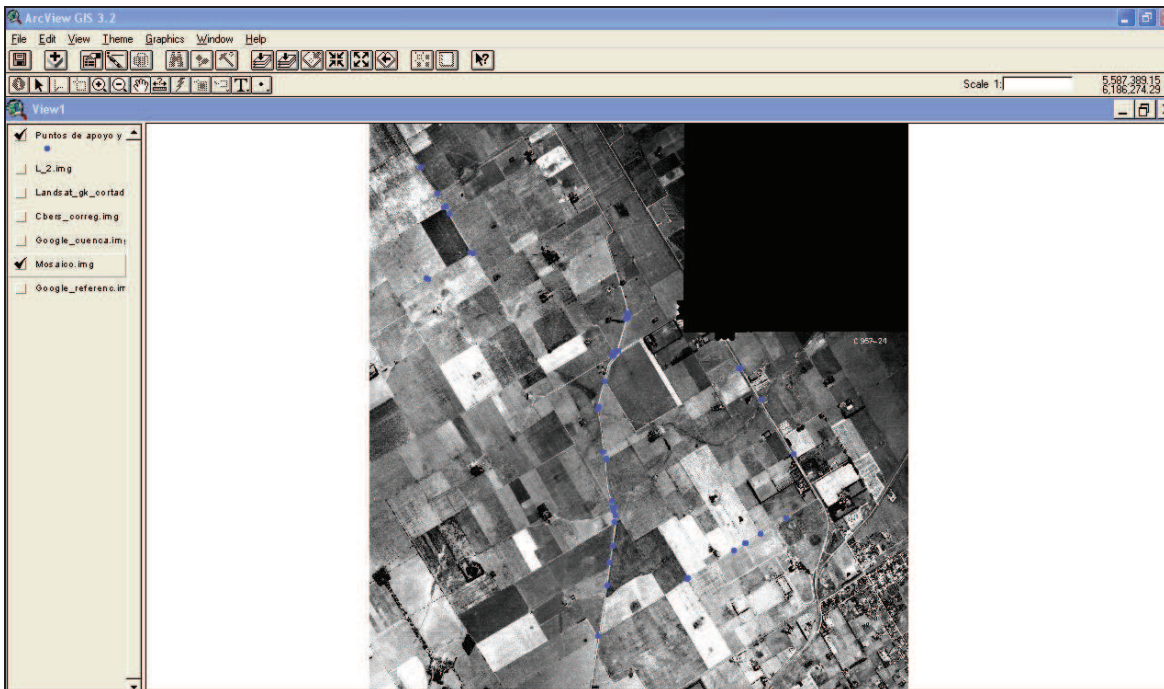 ArcView GIS 3.2
File Edit View Theme Graphics Window Help
Scale 1:
5,587,389.15
6,186,274.29
View1
Puntos de apoyo y
L_2.img
Landsat_gk_cortad
Cbers_correg.img
Google_cuenca.im
Mosaico.img
Google_referenc.im
C 957-24